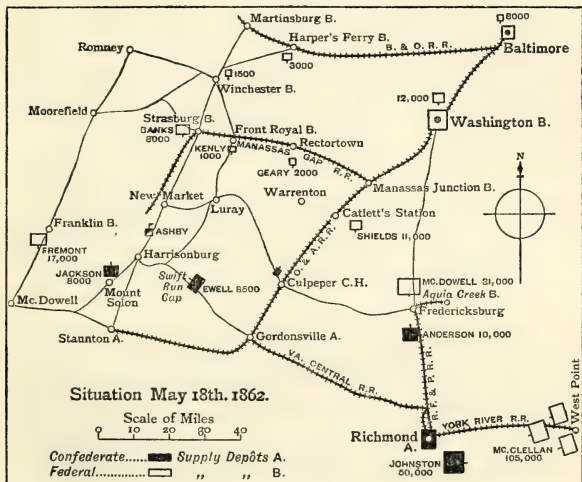 Martinsburg B.
8000
Romney
Harper's Ferry B.
B. & O. R.R.
Baltimore
3000
1500
Winchester B.
12,000
Moorefield
Strasburg B.
BANKS
8000
Front Royal B.
Washington B.
KENLY
1000
MANASSAS GAP R.R.
Rectortown
GEARY 2000
N
New Market
Luray
Warrenton
Manassas Junction B.
Catlett's Station
Franklin B.
ASHBY
SHIELDS 11,000
FREMONT
17,000
Harrisonburg
O. & A. R.R.
JACKSON
8000
Swift
Run
Gap
EWELL 8500
Culpeper C.H.
MC. DOWELL 21,000
Aquia Creek B.
Mc. Dowell
Mount
Solon
Fredericksburg
Stannton A.
Gordonsville A.
ANDERSON 10,000
VA. CENTRAL R.R.
R.F. & P. R.R.
Situation May 18th. 1862.
Scale of Miles
10 0 20 40
YORK RIVER R.R.
West Point
Richmond
A.
MC. CLELLAN
105,000
JOHNSTON
50,000
Confederate..... Supply Depôts A.
Federal............. „ „ B.